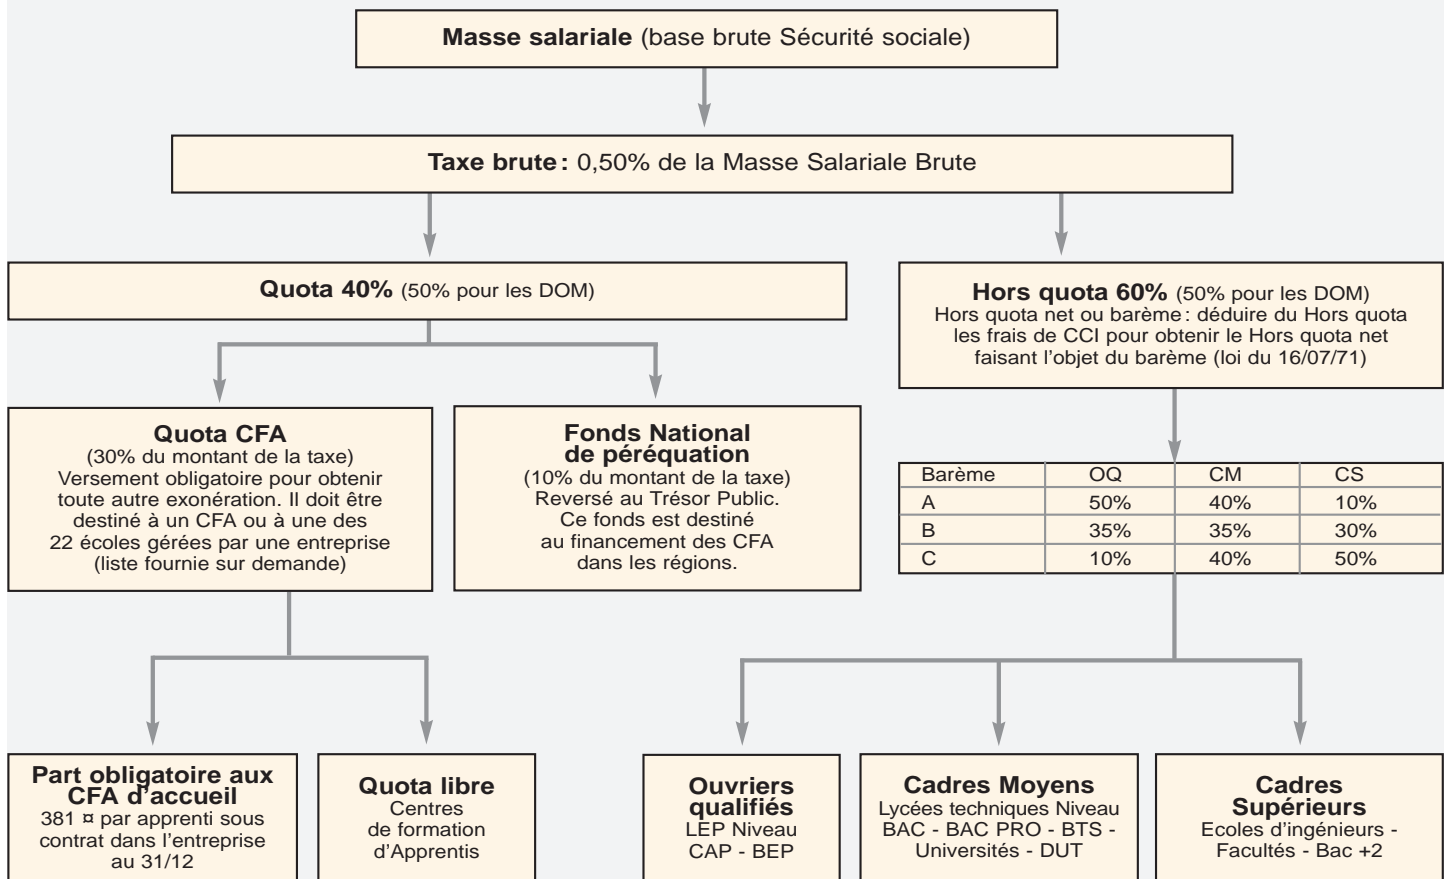 Masse salariale (base brute Sécurité sociale)
Taxe brute : 0,50% de la Masse Salariale Brute
Quota 40% (50% pour les DOM)
Hors quota 60% (50% pour les DOM)
Hors quota net ou barème : déduire du Hors quota
les frais de CCI pour obtenir le Hors quota net
faisant l'objet du barème (loi du 16/07/71)
Quota CFA
(30% du montant de la taxe)
Versement obligatoire pour obtenir
toute autre exonération. Il doit être
destiné à un CFA ou à une des
22 écoles gérées par une entreprise
(liste fournie sur demande)
Fonds National
de péréquation
(10% du montant de la taxe)
Reversé au Trésor Public.
Ce fonds est destiné
au financement des CFA
dans les régions.
Barème OQ CM CS
A 50% 40% 10%
B 35% 35% 30%
C 10% 40% 50%
Part obligatoire aux
CFA d'accueil
381 ¤ par apprenti sous
contrat dans l'entreprise
au 31/12
Quota libre
Centres
de formation
d'Apprentis
Ouvriers
qualifiés
LEP Niveau
CAP - BEP
Cadres Moyens
Lycées techniques Niveau
BAC - BAC PRO - BTS -
Universités - DUT
Cadres
Supérieurs
Ecoles d'ingénieurs -
Facultés - Bac +2